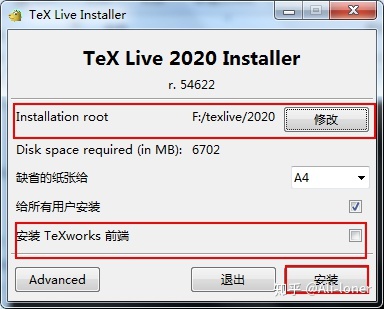 TeX Live Installer
TeX Live 2020 Installer
r. 54622
Installation root F:/texlive/2020 修改
Disk space required (in MB): 6702
缺省的纸张给 A4
给所有用户安装
安装 TeXworks 前端
Advanced 退出 安装
知乎 @Ali loner